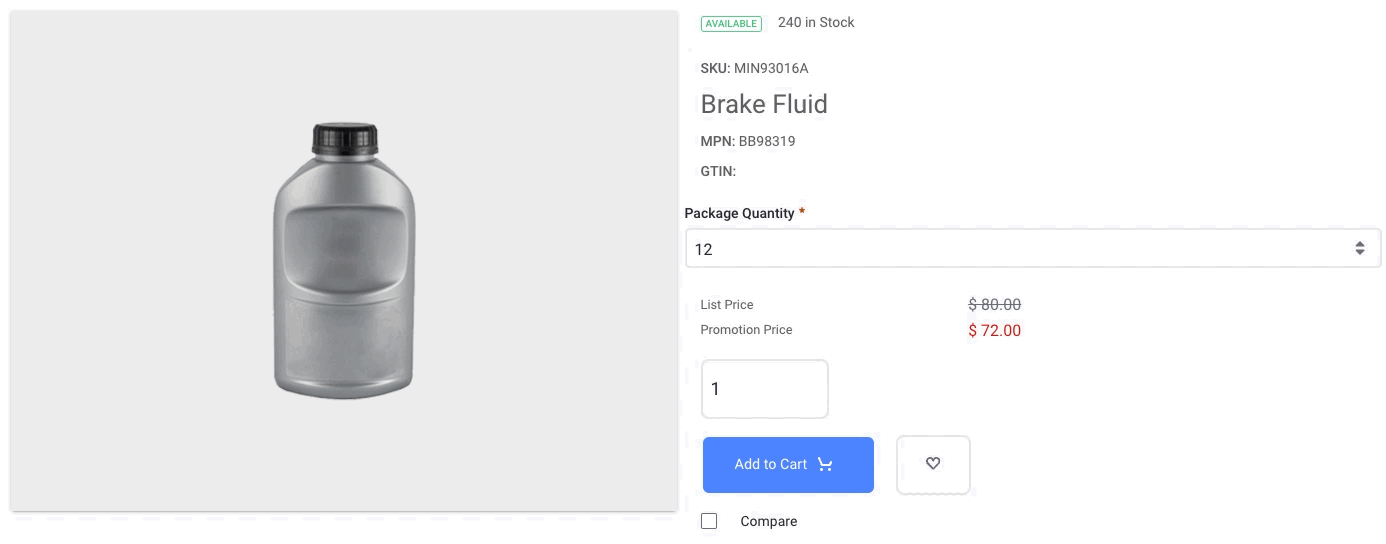 AVAILABLE 240 in Stock
SKU: MIN93016A
Brake Fluid
MPN: BB98319
GTIN:
Package Quantity *
12
List Price $ 80.00
Promotion Price $ 72.00
1
Add to Cart
Compare